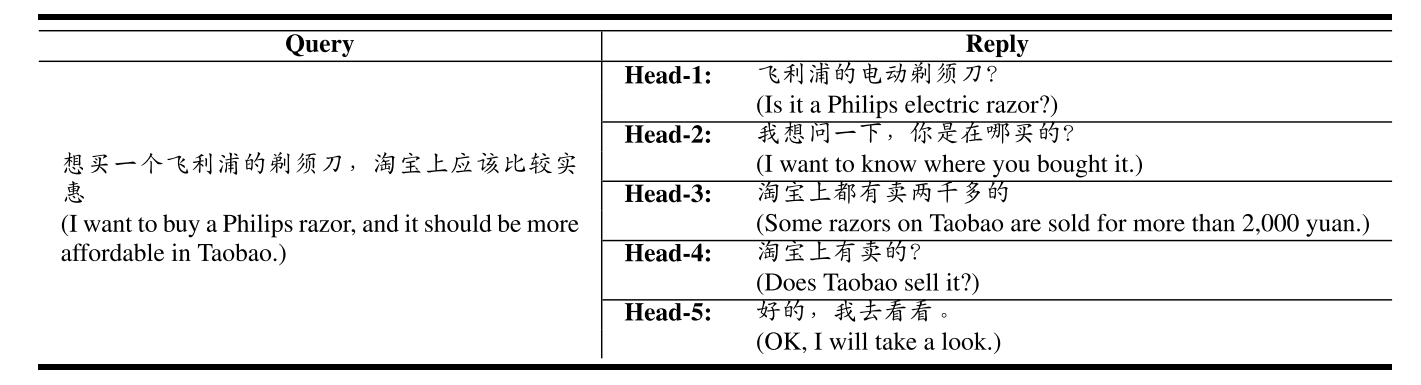 Query
Reply
想买一个飞利浦的剃须刀，淘宝上应该比较实
惠
(I want to buy a Philips razor, and it should be more
affordable in Taobao.)
Head-1: 飞利浦的电动剃须刀？
(Is it a Philips electric razor?)
Head-2: 我想问一下，你是在哪买的？
(I want to know where you bought it.)
Head-3: 淘宝上都有卖两千多的
(Some razors on Taobao are sold for more than 2,000 yuan.)
Head-4: 淘宝上有卖的？
(Does Taobao sell it?)
Head-5: 好的，我去看看。
(OK, I will take a look.)